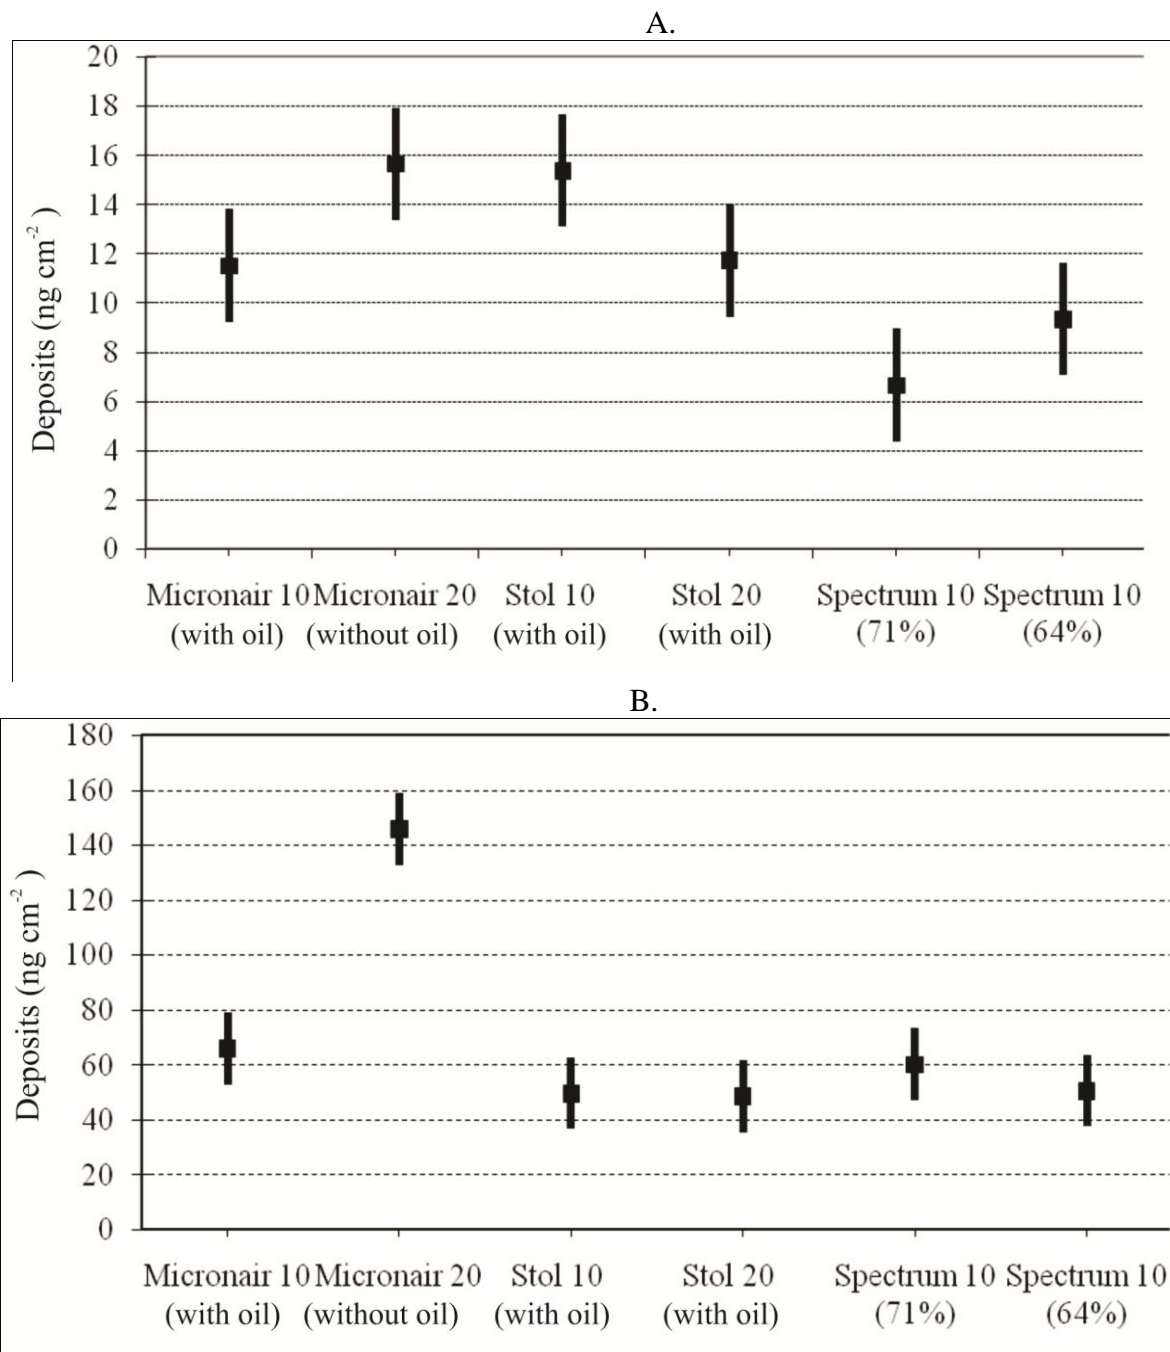 A.
20
18
16
14
12
10
8
6
4
2
0
Deposits (ng cm-2 )
Micronair 10 Micronair 20 Stol 10 Stol 20 Spectrum 10 Spectrum 10
(with oil) (without oil) (with oil) (with oil) (71%) (64%)
B.
180
160
140
120
100
80
60
40
20
0
Deposits (ng cm-2 )
Micronair 10 Micronair 20 Stol 10 Stol 20 Spectrum 10 Spectrum 10
(with oil) (without oil) (with oil) (with oil) (71%) (64%)